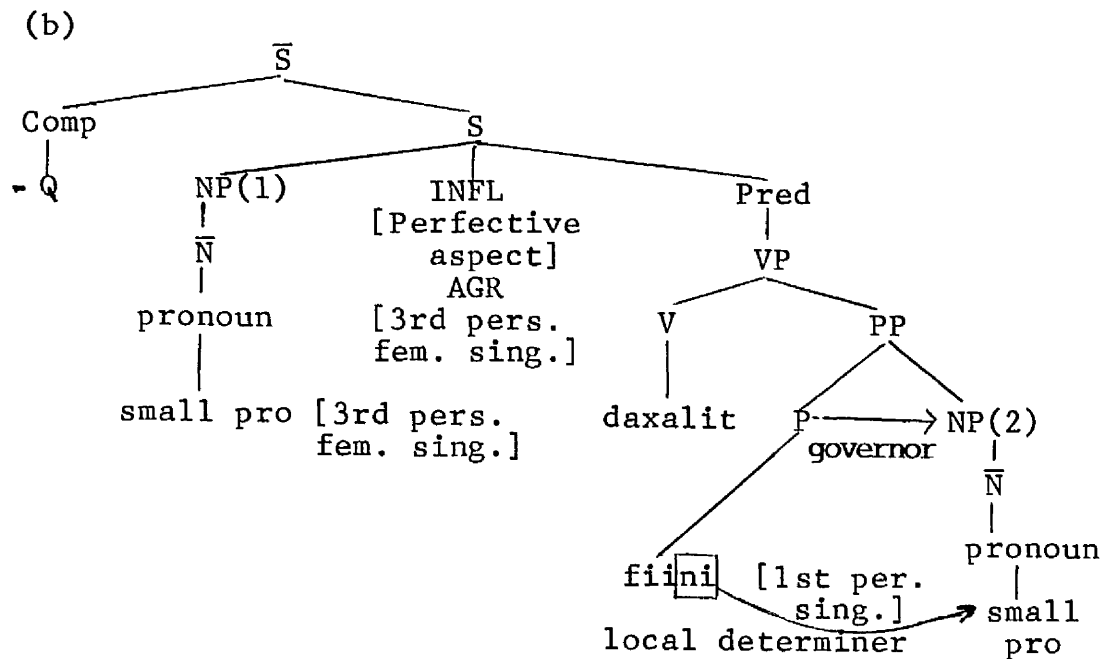 (b)
S̅
Comp S
- Q NP(1) INFL Pred
[Perfective
N̅ aspect] VP
AGR
pronoun [3rd pers. V PP
fem. sing.]
small pro [3rd pers. daxalit P NP(2)
fem. sing.] governor
N̅
pronoun
fiini [1st per.
sing.] small
local determiner pro